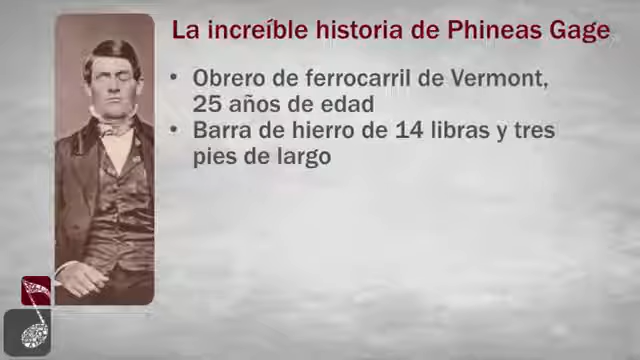 La increíble historia de Phineas Gage
• Obrero de ferrocarril de Vermont,
25 años de edad
• Barra de hierro de 14 libras y tres
pies de largo